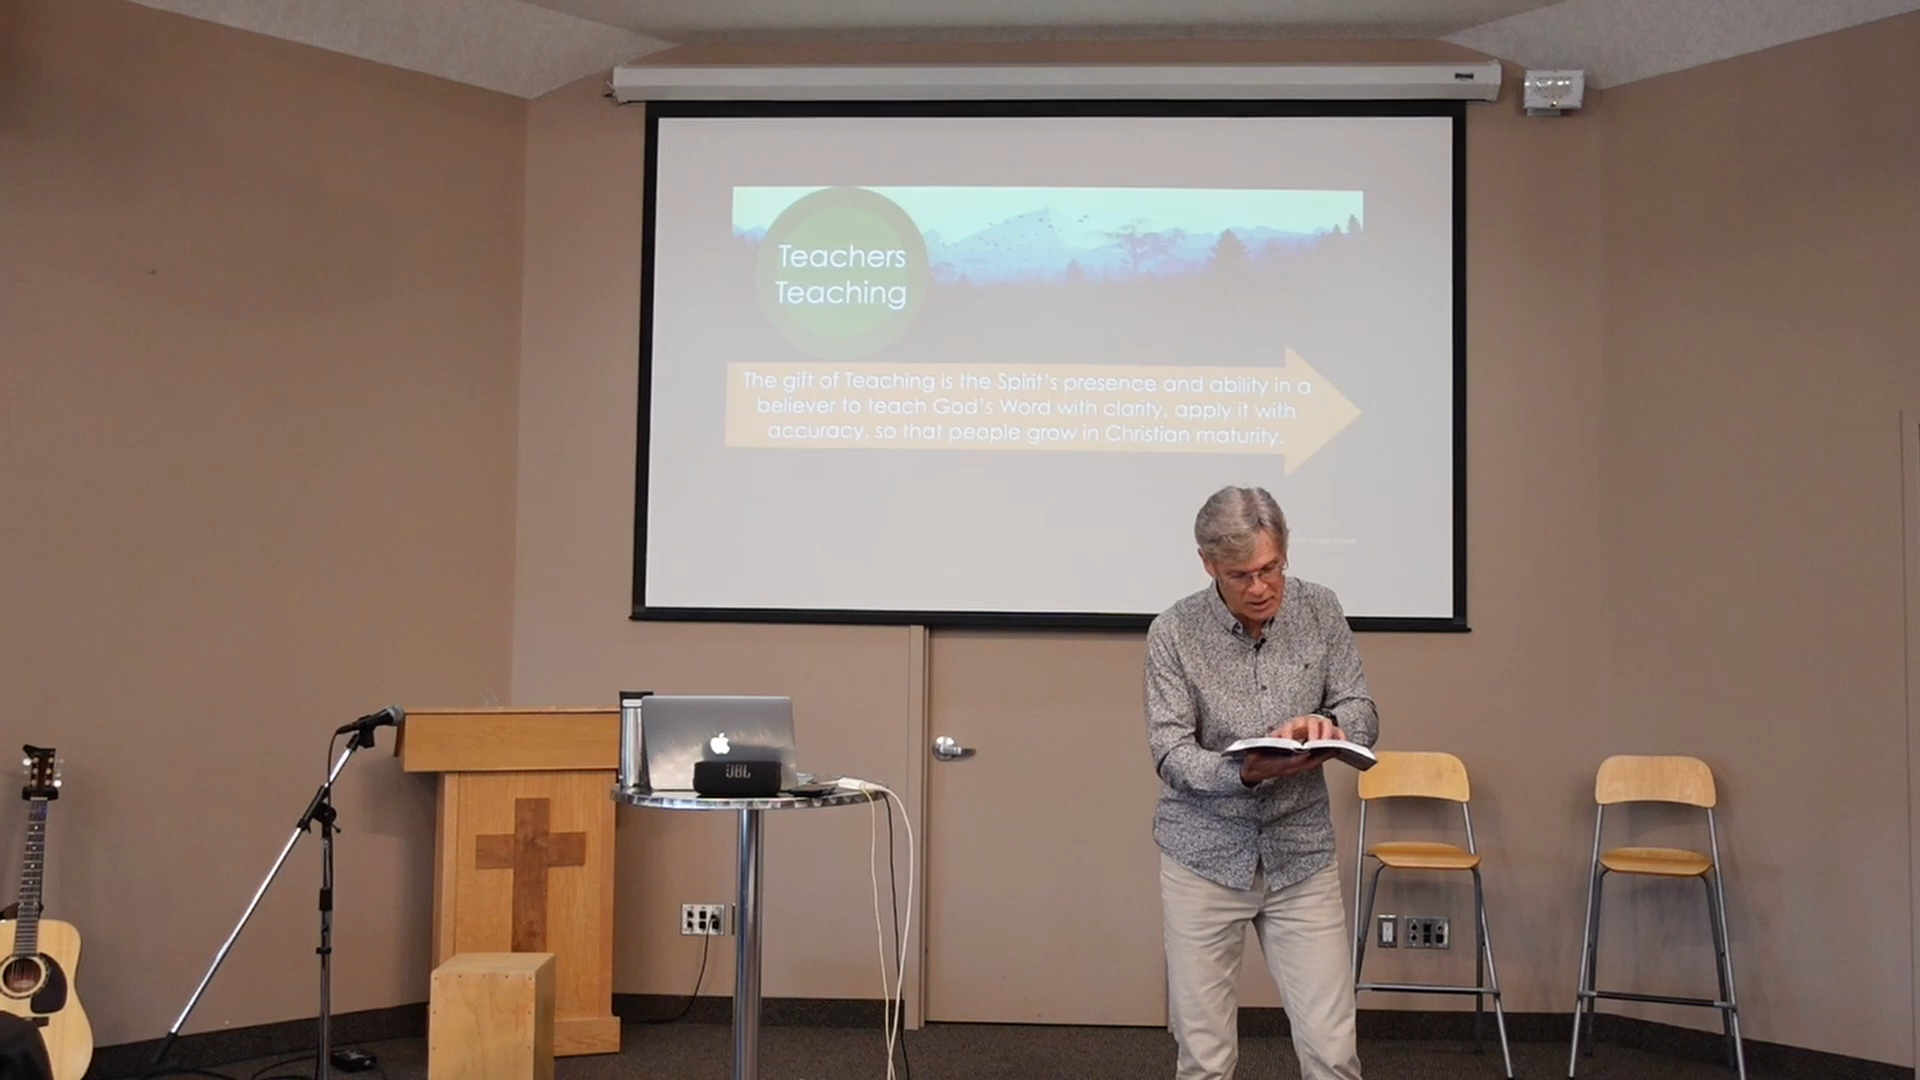 Teachers
Teaching
The gift of Teaching is the Spirit's presence and ability in a
believer to teach God's Word with clarity, apply it with
accuracy, so that people grow in Christian maturity.
JBL